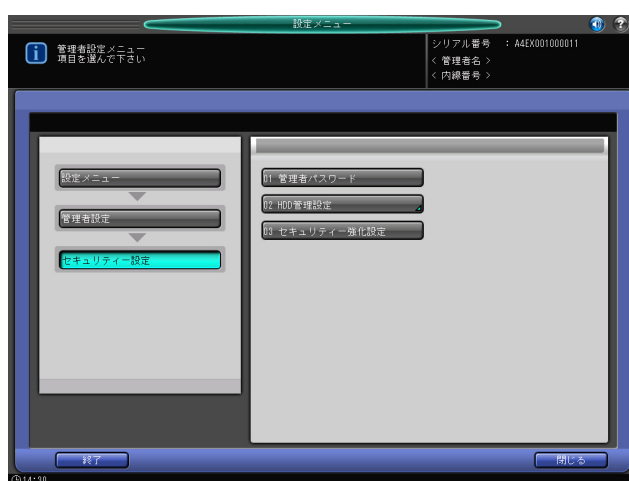 設定メニュー
管理者設定メニュー
項目を選んで下さい
シリアル番号 : A4EX001000011
< 管理者名 >
< 内線番号 >
設定メニュー
管理者設定
セキュリティー設定
01 管理者パスワード
02 HDD管理設定
03 セキュリティー強化設定
終了
閉じる
14:30